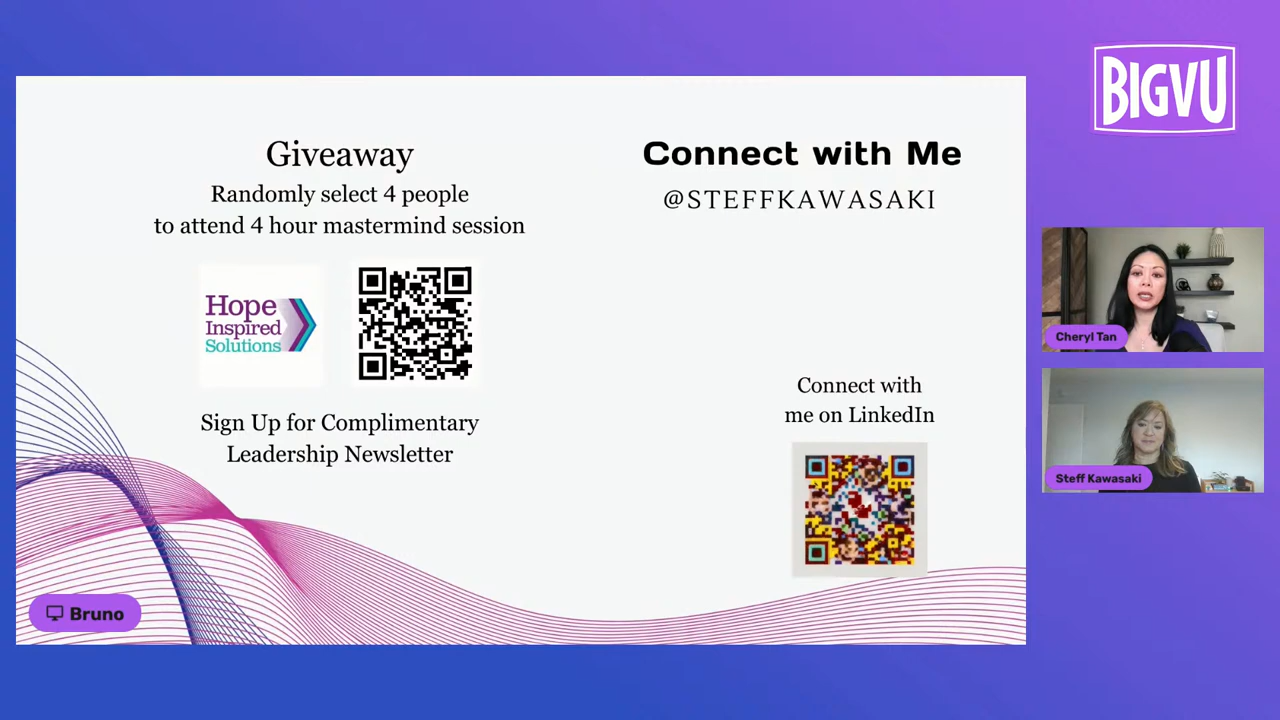 Giveaway
Randomly select 4 people
to attend 4 hour mastermind session
Hope
Inspired
Solutions
Sign Up for Complimentary
Leadership Newsletter
Connect with Me
@STEFFKAWASAKI
Connect with
me on LinkedIn
Bruno
BIGVU
Cheryl Tan
Steff Kawasaki